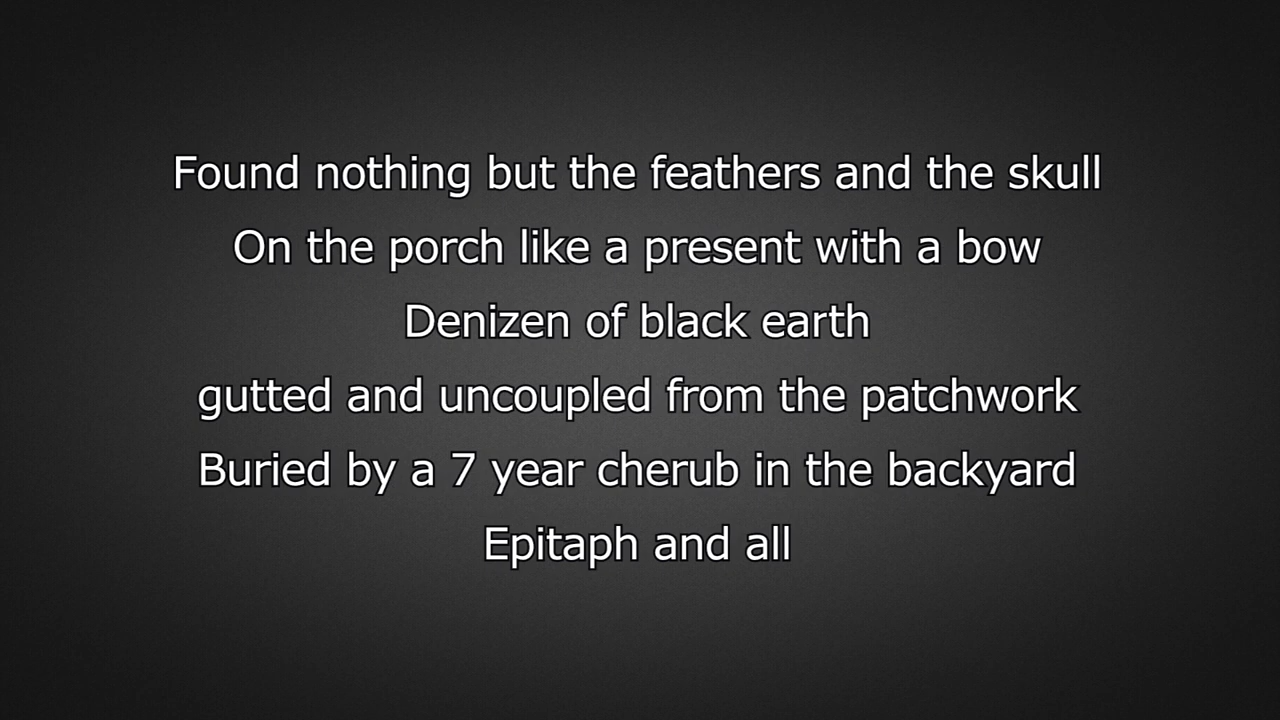 Found nothing but the feathers and the skull
On the porch like a present with a bow
Denizen of black earth
gutted and uncoupled from the patchwork
Buried by a 7 year cherub in the backyard
Epitaph and all